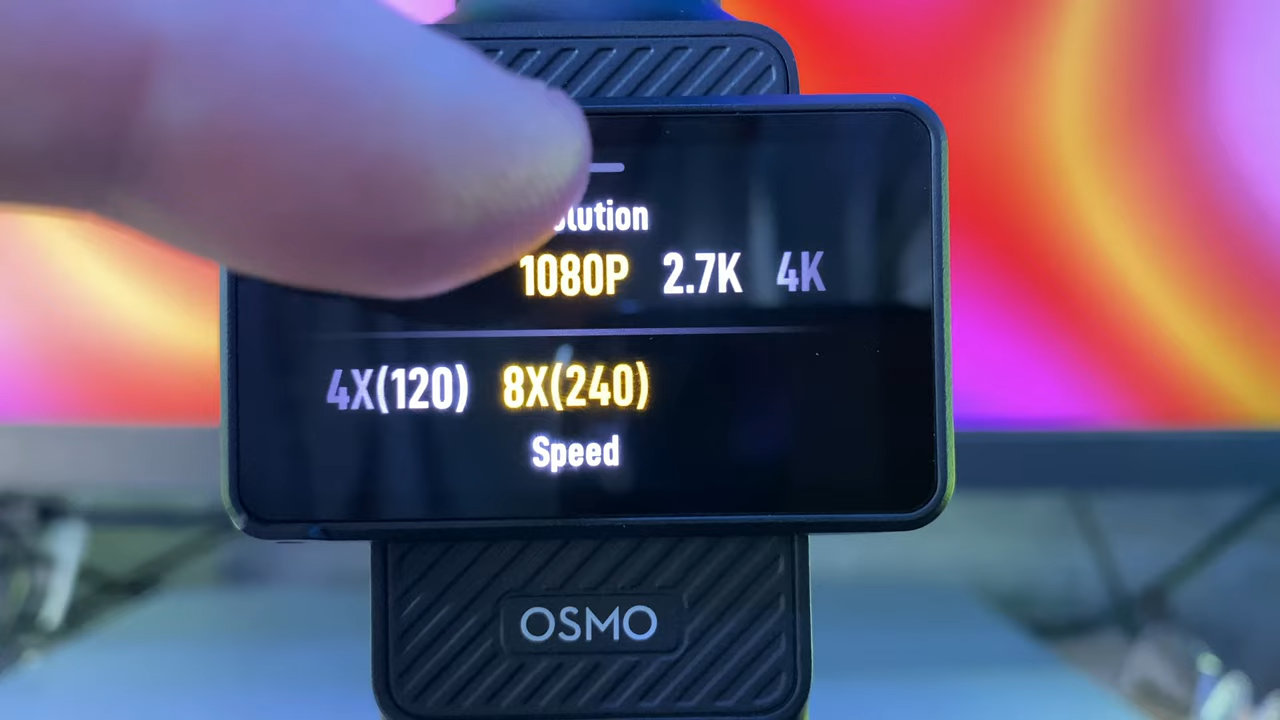 olution
1080P 2.7K 4K
4X(120) 8X(240)
Speed
OSMO